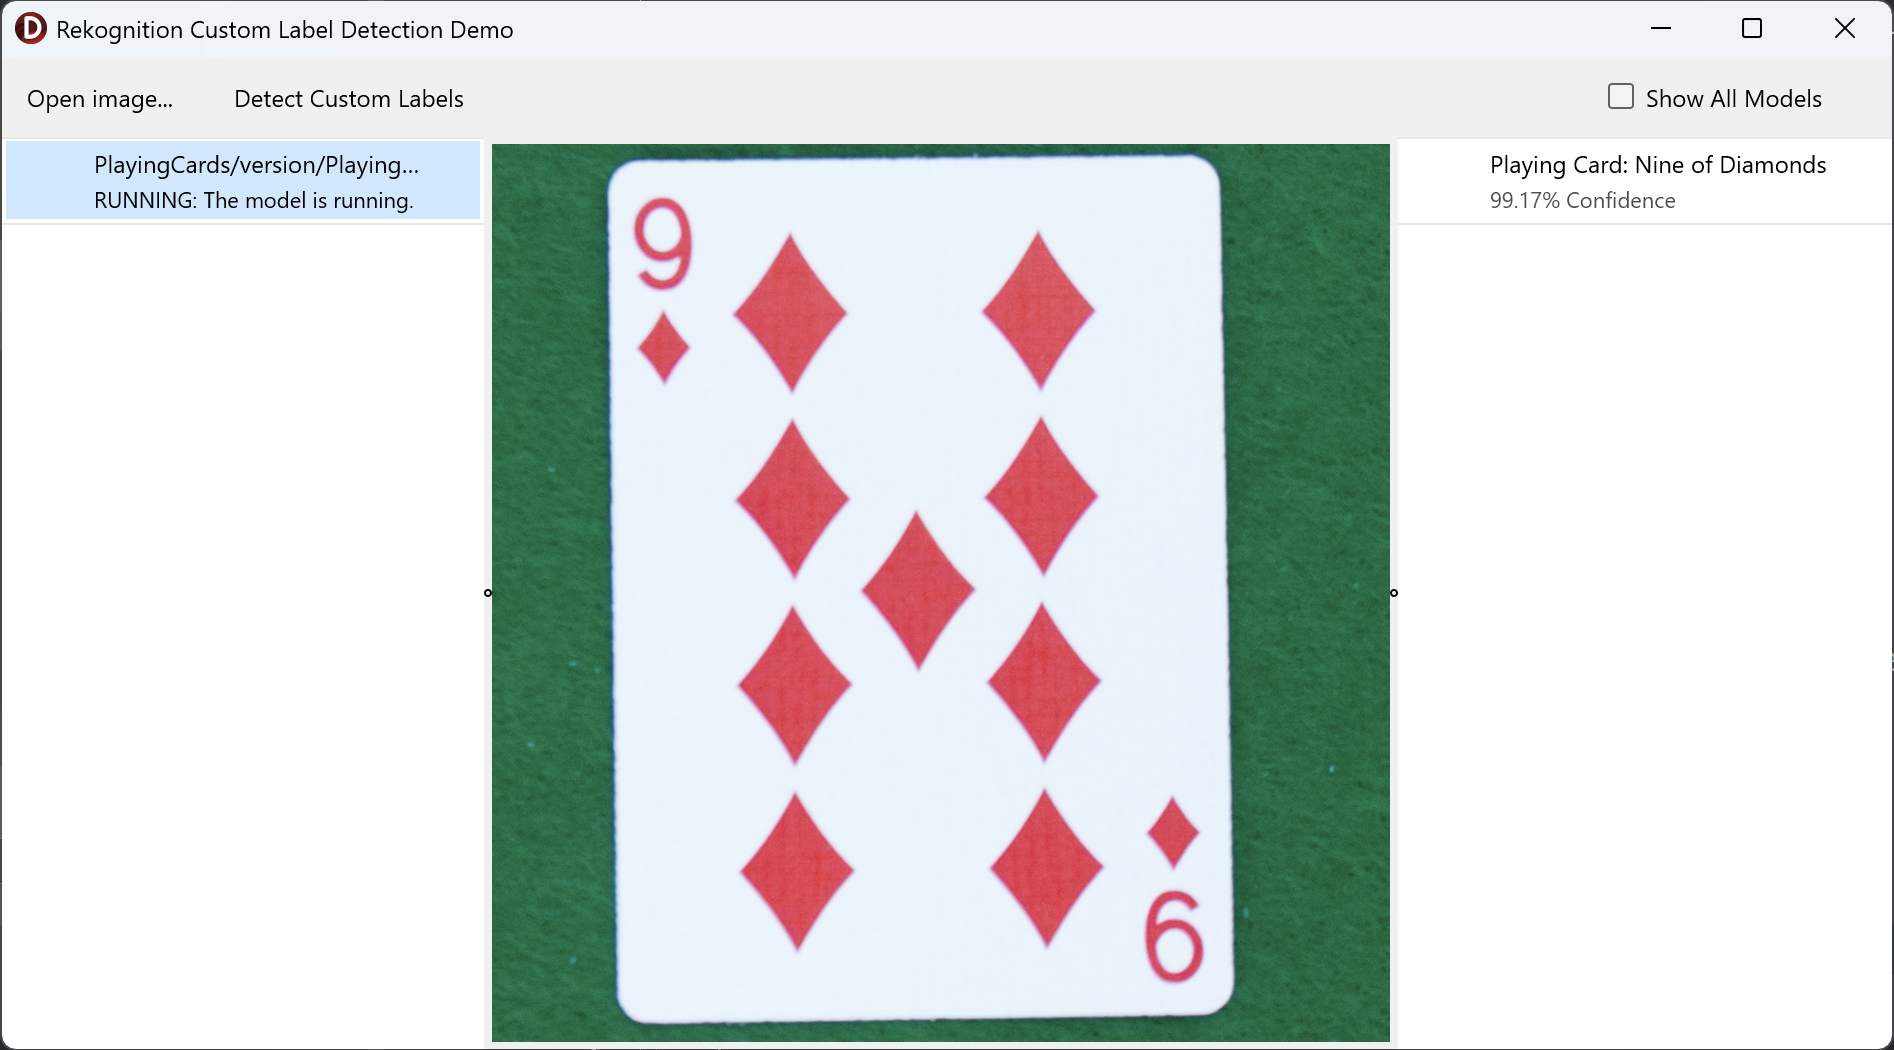 Rekognition Custom Label Detection Demo
Open image...
Detect Custom Labels
Show All Models
PlayingCards/version/Playing...
RUNNING: The model is running.
9
9
Playing Card: Nine of Diamonds
99.17% Confidence